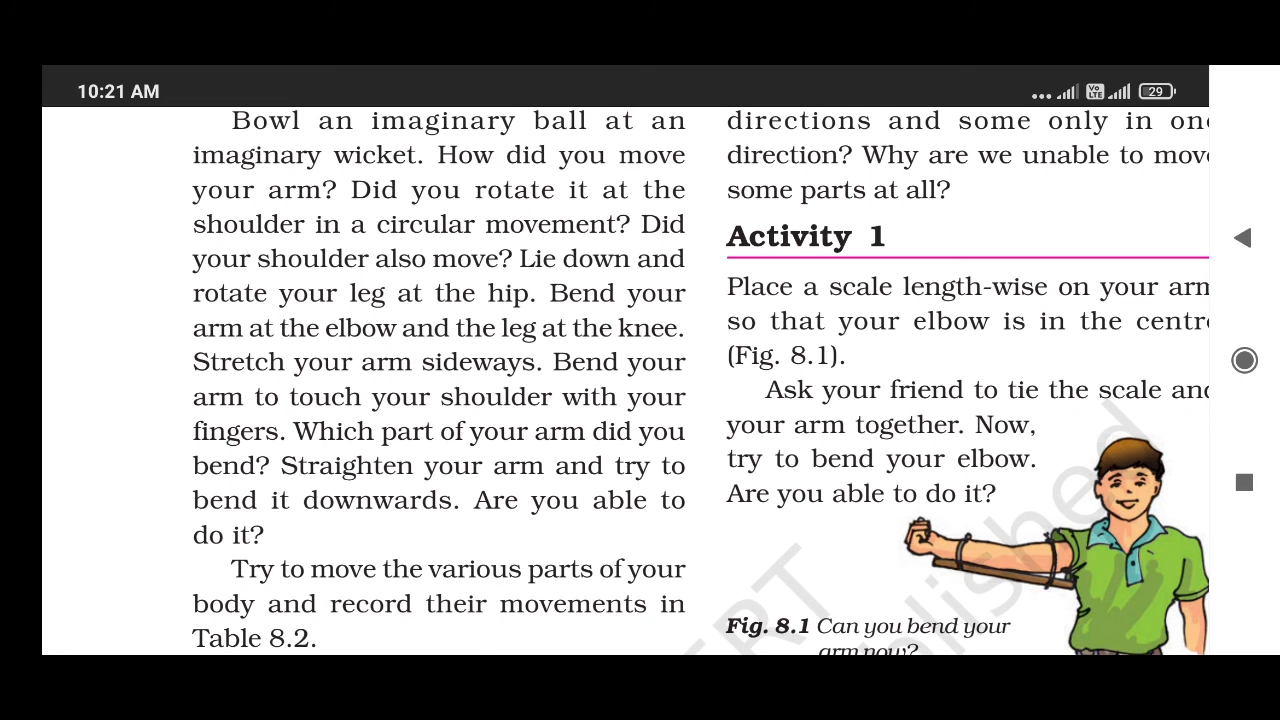 10:21 AM
29
Bowl an imaginary ball at an
imaginary wicket. How did you move
your arm? Did you rotate it at the
shoulder in a circular movement? Did
your shoulder also move? Lie down and
rotate your leg at the hip. Bend your
arm at the elbow and the leg at the knee.
Stretch your arm sideways. Bend your
arm to touch your shoulder with your
fingers. Which part of your arm did you
bend? Straighten your arm and try to
bend it downwards. Are you able to
do it?
Try to move the various parts of your
body and record their movements in
Table 8.2.
directions and some only in
direction? Why are we unable to
some parts at all?
Activity 1
Place a scale length-wise on your
so that your elbow is in the
(Fig. 8.1).
Ask your friend to tie the scale
your arm together. Now,
try to bend your elbow.
Are you able to do it?
Fig. 8.1 Can you bend your
arm now?